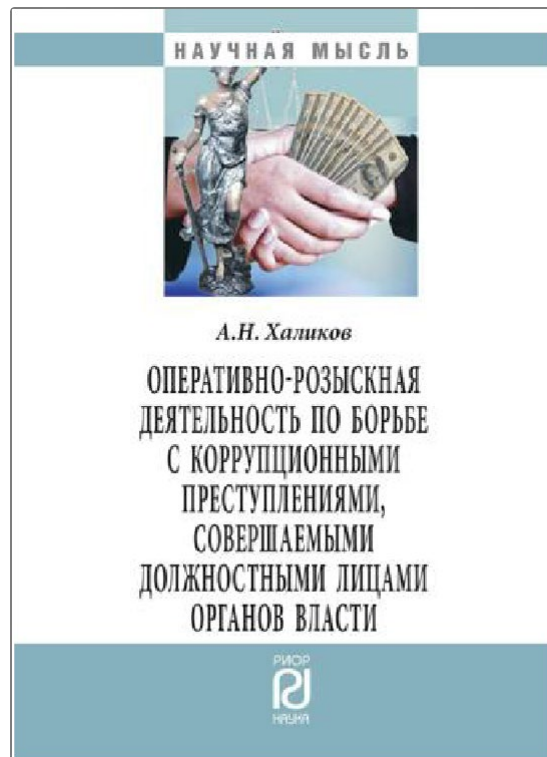 НАУЧНАЯ МЫСЛЬ
А.Н. Халиков
ОПЕРАТИВНО-РОЗЫСКНАЯ
ДЕЯТЕЛЬНОСТЬ ПО БОРЬБЕ
С КОРРУПЦИОННЫМИ
ПРЕСТУПЛЕНИЯМИ,
СОВЕРШАЕМЫМИ
ДОЛЖНОСТНЫМИ ЛИЦАМИ
ОРГАНОВ ВЛАСТИ
РИОР
НАУКА